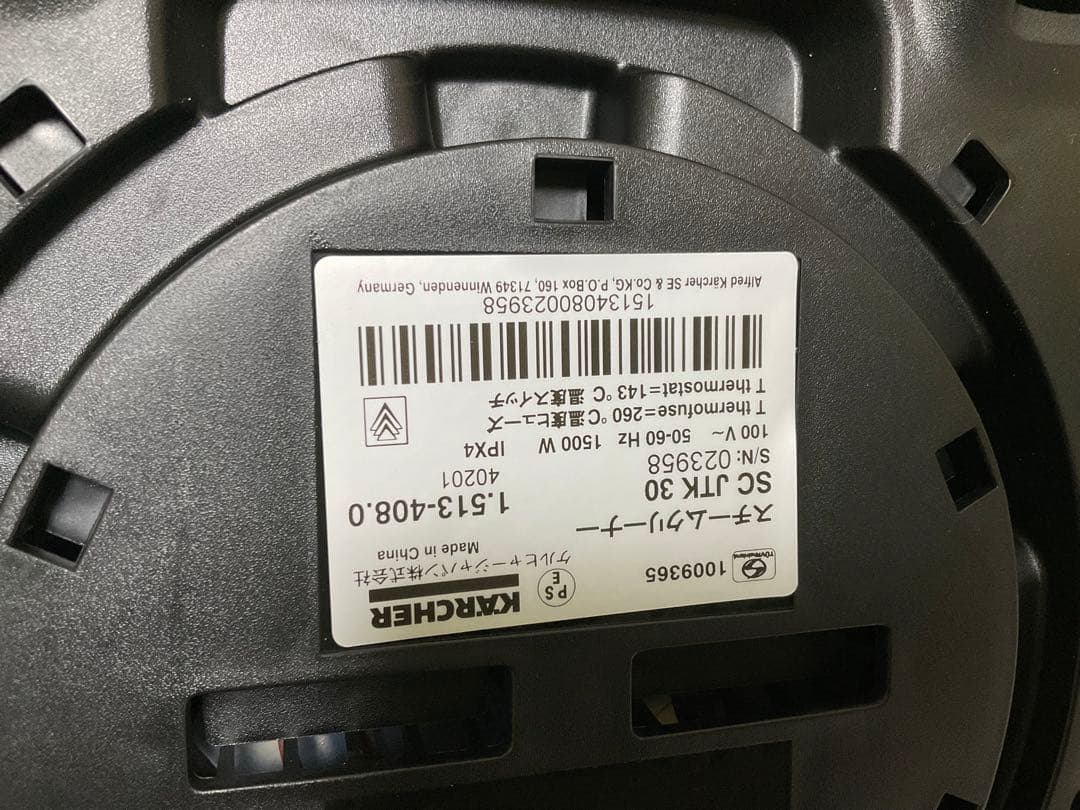 KÄRCHER
ケルヒャージャパン株式会社
Made in China
PS
E
TÜVRheinland
1009365
スチームクリーナー
SC JTK 30
1.513-408.0
S/N: 023958
40201
100 V~ 50-60 Hz 1500 W IPX4
T thermofuse=260 °C 温度ヒューズ
T thermostat=143 °C 温度スイッチ
15134080023958
Alfred Kärcher SE & Co.KG, P.O.Box 160, 71349 Winnenden, Germany